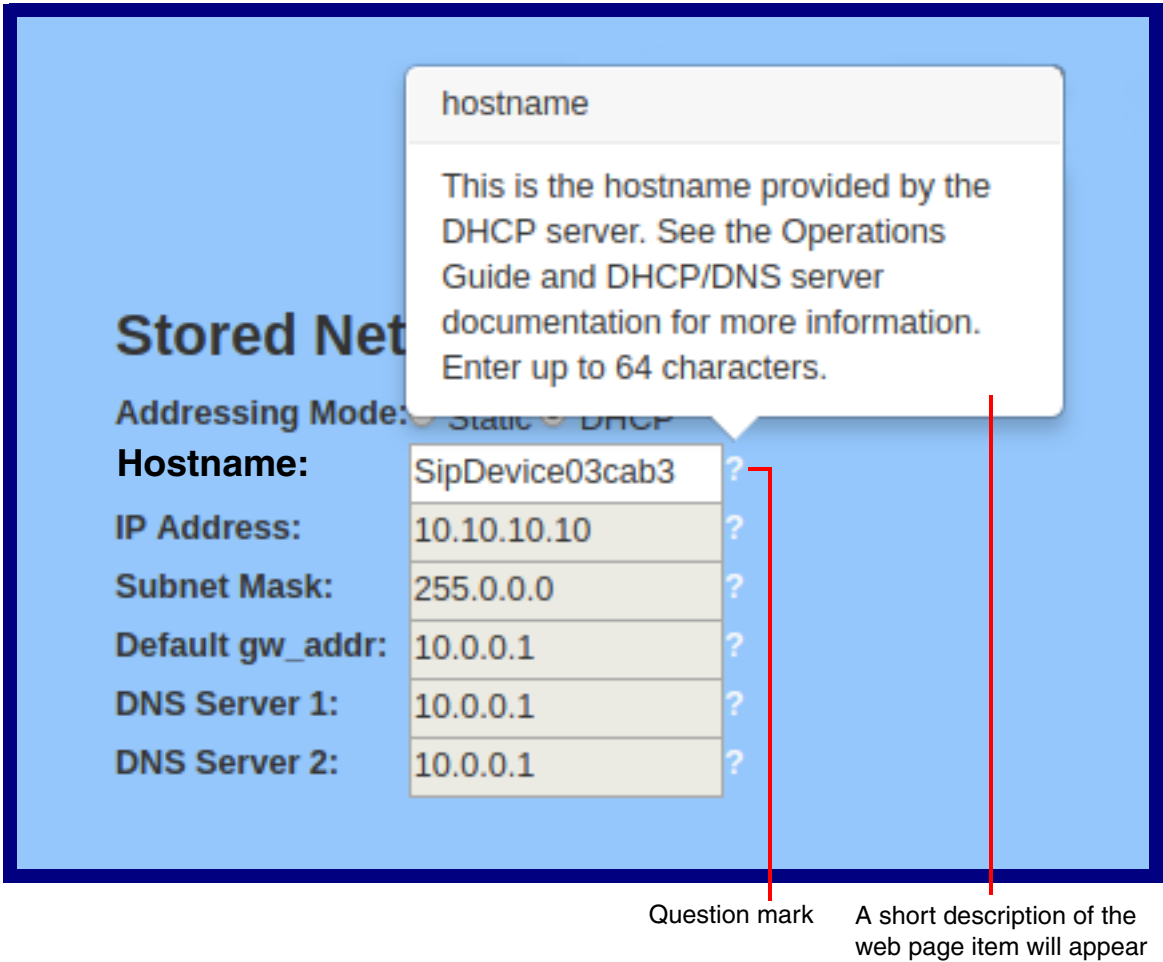 hostname
This is the hostname provided by the
DHCP server. See the Operations
Guide and DHCP/DNS server
documentation for more information.
Enter up to 64 characters.
Stored Net
Addressing Mode: Static DHCP
Hostname: SipDevice03cab3 ?
IP Address: 10.10.10.10 ?
Subnet Mask: 255.0.0.0 ?
Default gw_addr: 10.0.0.1 ?
DNS Server 1: 10.0.0.1 ?
DNS Server 2: 10.0.0.1 ?
Question mark
A short description of the
web page item will appear